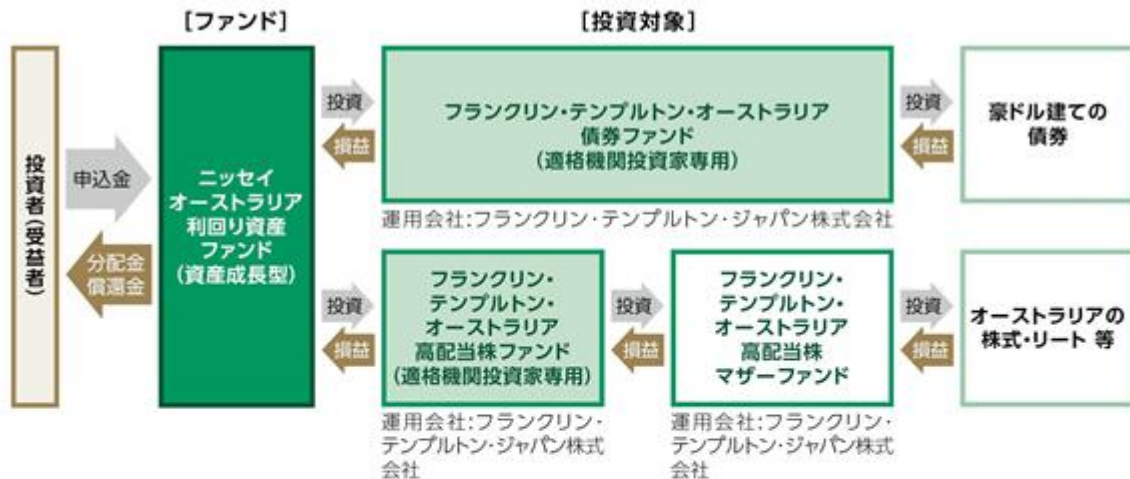 ［ファンド］
［投資対象］
投資者（受益者）
申込金
分配金
償還金
ニッセイ
オーストラリア
利回り資産
ファンド
（資産成長型）
投資
損益
フランクリン・テンプルトン・オーストラリア
債券ファンド
（適格機関投資家専用）
運用会社：フランクリン・テンプルトン・ジャパン株式会社
投資
損益
豪ドル建ての
債券
投資
損益
フランクリン・
テンプルトン・
オーストラリア
高配当株ファンド
（適格機関投資家専用）
運用会社：フランクリン・
テンプルトン・ジャパン株式
会社
投資
損益
フランクリン・
テンプルトン・
オーストラリア
高配当株
マザーファンド
運用会社：フランクリン・
テンプルトン・ジャパン株式
会社
投資
損益
オーストラリアの
株式・リート 等